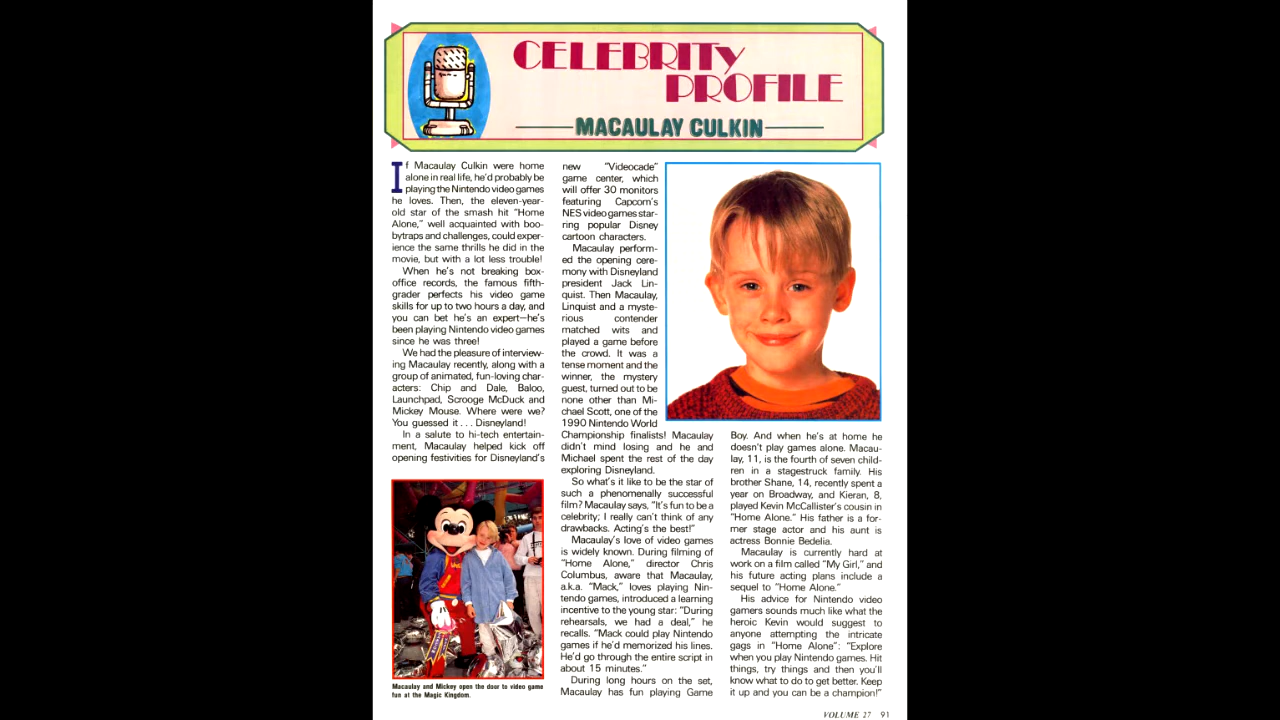 CELEBRITY
PROFILE
MACAULAY CULKIN
If Macaulay Culkin were home
alone in real life, he'd probably be
playing the Nintendo video games
he loves. Then, the eleven-year-
old star of the smash hit "Home
Alone," well acquainted with boo-
bytraps and challenges, could exper-
ience the same thrills he did in the
movie, but with a lot less trouble!
When he's not breaking box-
office records, the famous fifth-
grader perfects his video game
skills for up to two hours a day, and
you can bet he's an expert—he's
been playing Nintendo video games
since he was three!
We had the pleasure of interview-
ing Macaulay recently, along with a
group of animated, fun-loving char-
acters: Chip and Dale, Baloo,
Launchpad, Scrooge McDuck and
Mickey Mouse. Where were we?
You guessed it . . . Disneyland!
In a salute to hi-tech entertain-
ment, Macaulay helped kick off
opening festivities for Disneyland's
Macaulay and Mickey open the door to video game
fun at the Magic Kingdom.
new "Videocade"
game center, which
will offer 30 monitors
featuring Capcom's
NES video games star-
ring popular Disney
cartoon characters.
Macaulay perform-
ed the opening cere-
mony with Disneyland
president Jack Lin-
quist. Then Macaulay,
Linquist and a myste-
rious contender
matched wits and
played a game before
the crowd. It was a
tense moment and the
winner, the mystery
guest, turned out to be
none other than Mi-
chael Scott, one of the
1990 Nintendo World
Championship finalists! Macaulay
didn't mind losing and he and
Michael spent the rest of the day
exploring Disneyland.
So what's it like to be the star of
such a phenomenally successful
film? Macaulay says, "It's fun to be a
celebrity; I really can't think of any
drawbacks. Acting's the best!"
Macaulay's love of video games
is widely known. During filming of
"Home Alone," director Chris
Columbus, aware that Macaulay,
a.k.a. "Mack," loves playing Nin-
tendo games, introduced a learning
incentive to the young star: "During
rehearsals, we had a deal," he
recalls. "Mack could play Nintendo
games if he'd memorized his lines.
He'd go through the entire script in
about 15 minutes."
During long hours on the set,
Macaulay has fun playing Game
Boy. And when he's at home he
doesn't play games alone. Macau-
lay, 11, is the fourth of seven child-
ren in a stagestruck family. His
brother Shane, 14, recently spent a
year on Broadway, and Kieran, 8,
played Kevin McCallister's cousin in
"Home Alone." His father is a for-
mer stage actor and his aunt is
actress Bonnie Bedelia.
Macaulay is currently hard at
work on a film called "My Girl," and
his future acting plans include a
sequel to "Home Alone."
His advice for Nintendo video
gamers sounds much like what the
heroic Kevin would suggest to
anyone attempting the intricate
gags in "Home Alone": "Explore
when you play Nintendo games. Hit
things, try things and then you'll
know what to do to get better. Keep
it up and you can be a champion!"
VOLUME 27 91